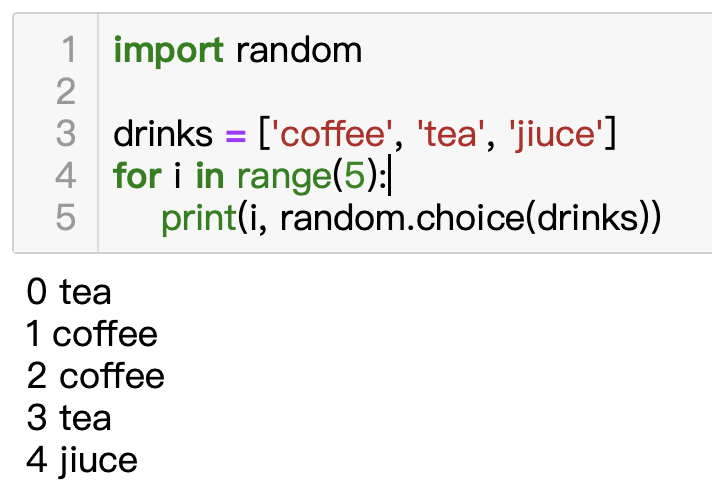 1 import random
2
3 drinks = ['coffee', 'tea', 'jiuce']
4 for i in range(5):
5     print(i, random.choice(drinks))
0 tea
1 coffee
2 coffee
3 tea
4 jiuce